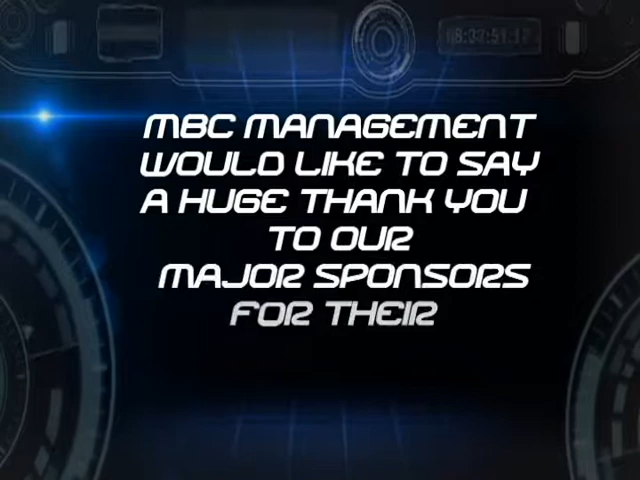 MBC MANAGEMENT
WOULD LIKE TO SAY
A HUGE THANK YOU
TO OUR
MAJOR SPONSORS
FOR THEIR